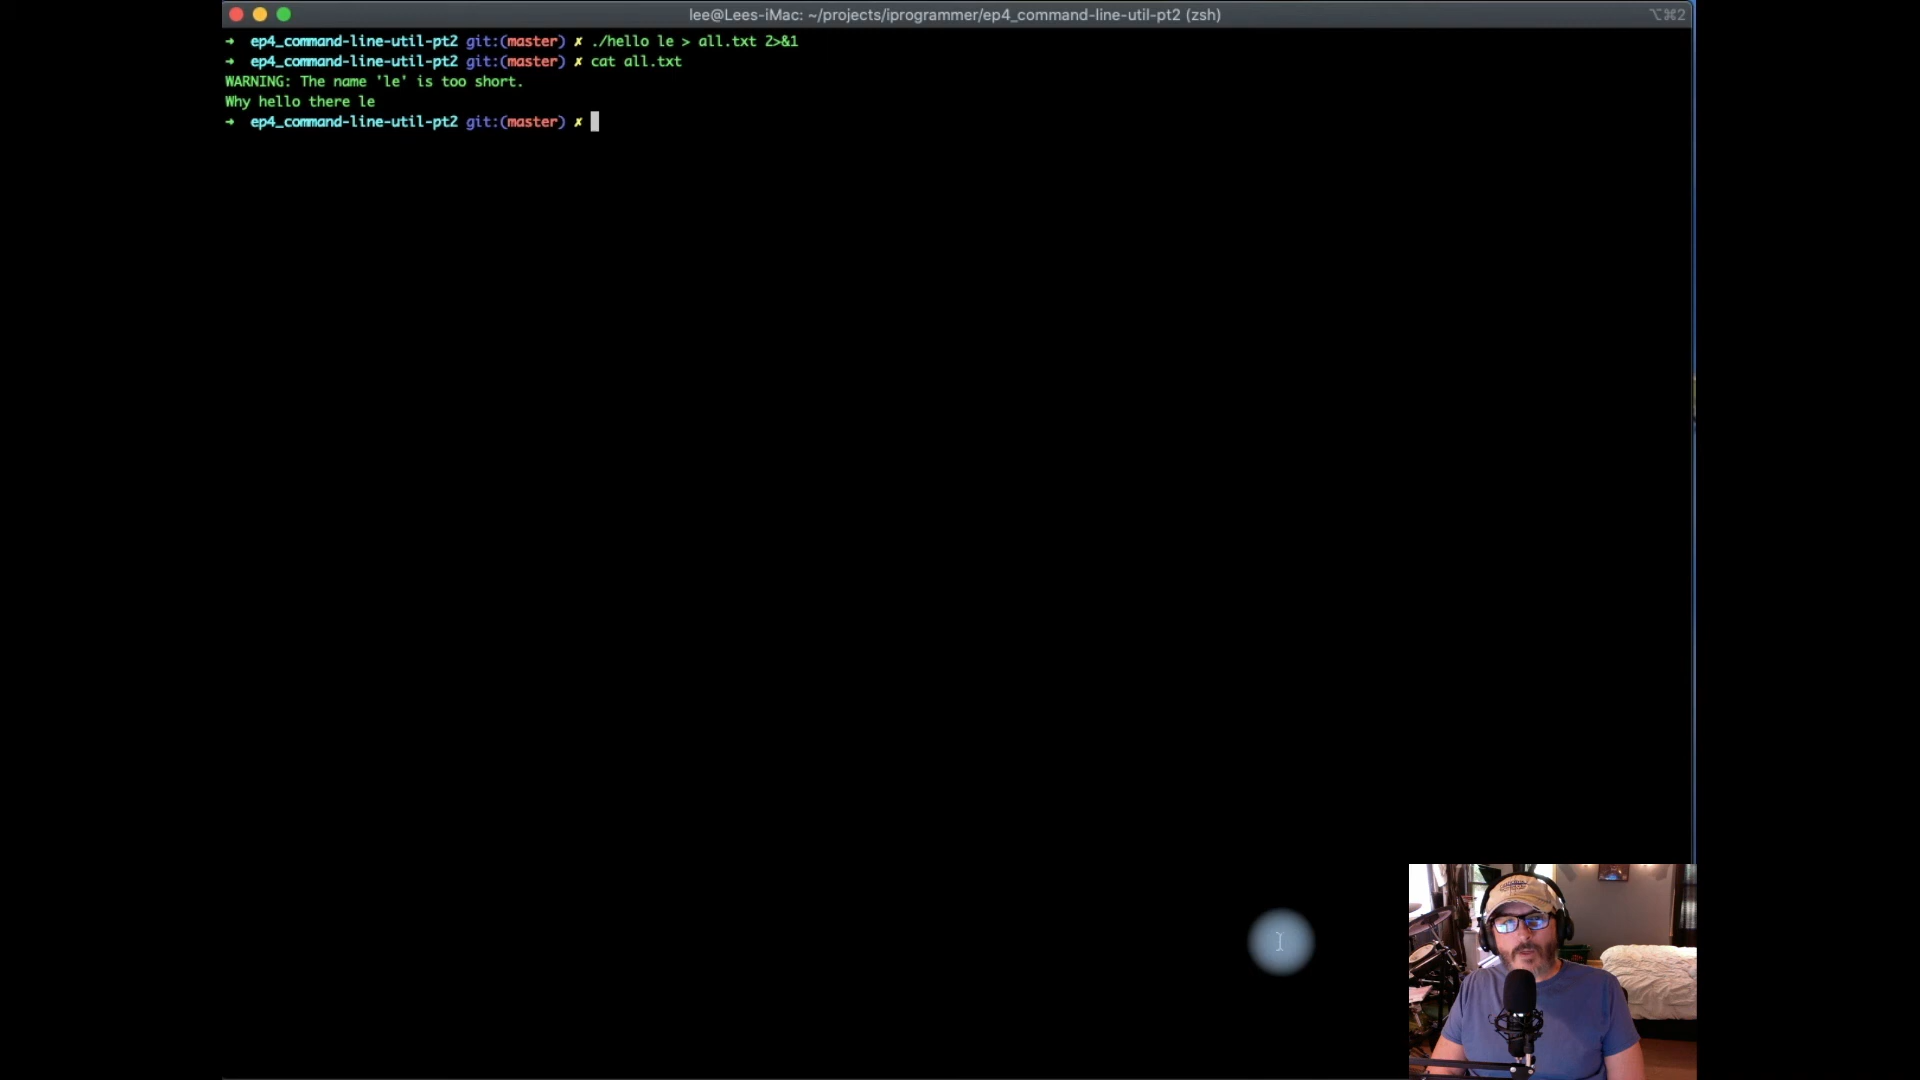 lee@Lees-iMac: ~/projects/iprogrammer/ep4_command-line-util-pt2 (zsh) ⌥⌘2
➜ ep4_command-line-util-pt2 git:(master) ✗ ./hello le > all.txt 2>&1
➜ ep4_command-line-util-pt2 git:(master) ✗ cat all.txt
WARNING: The name 'le' is too short.
Why hello there le
➜ ep4_command-line-util-pt2 git:(master) ✗